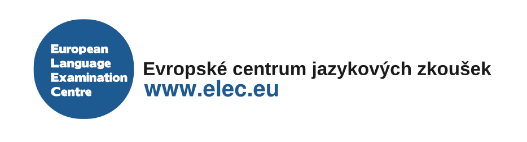 European
Language
Examination
Centre
Evropské centrum jazykových zkoušek
www.elec.eu